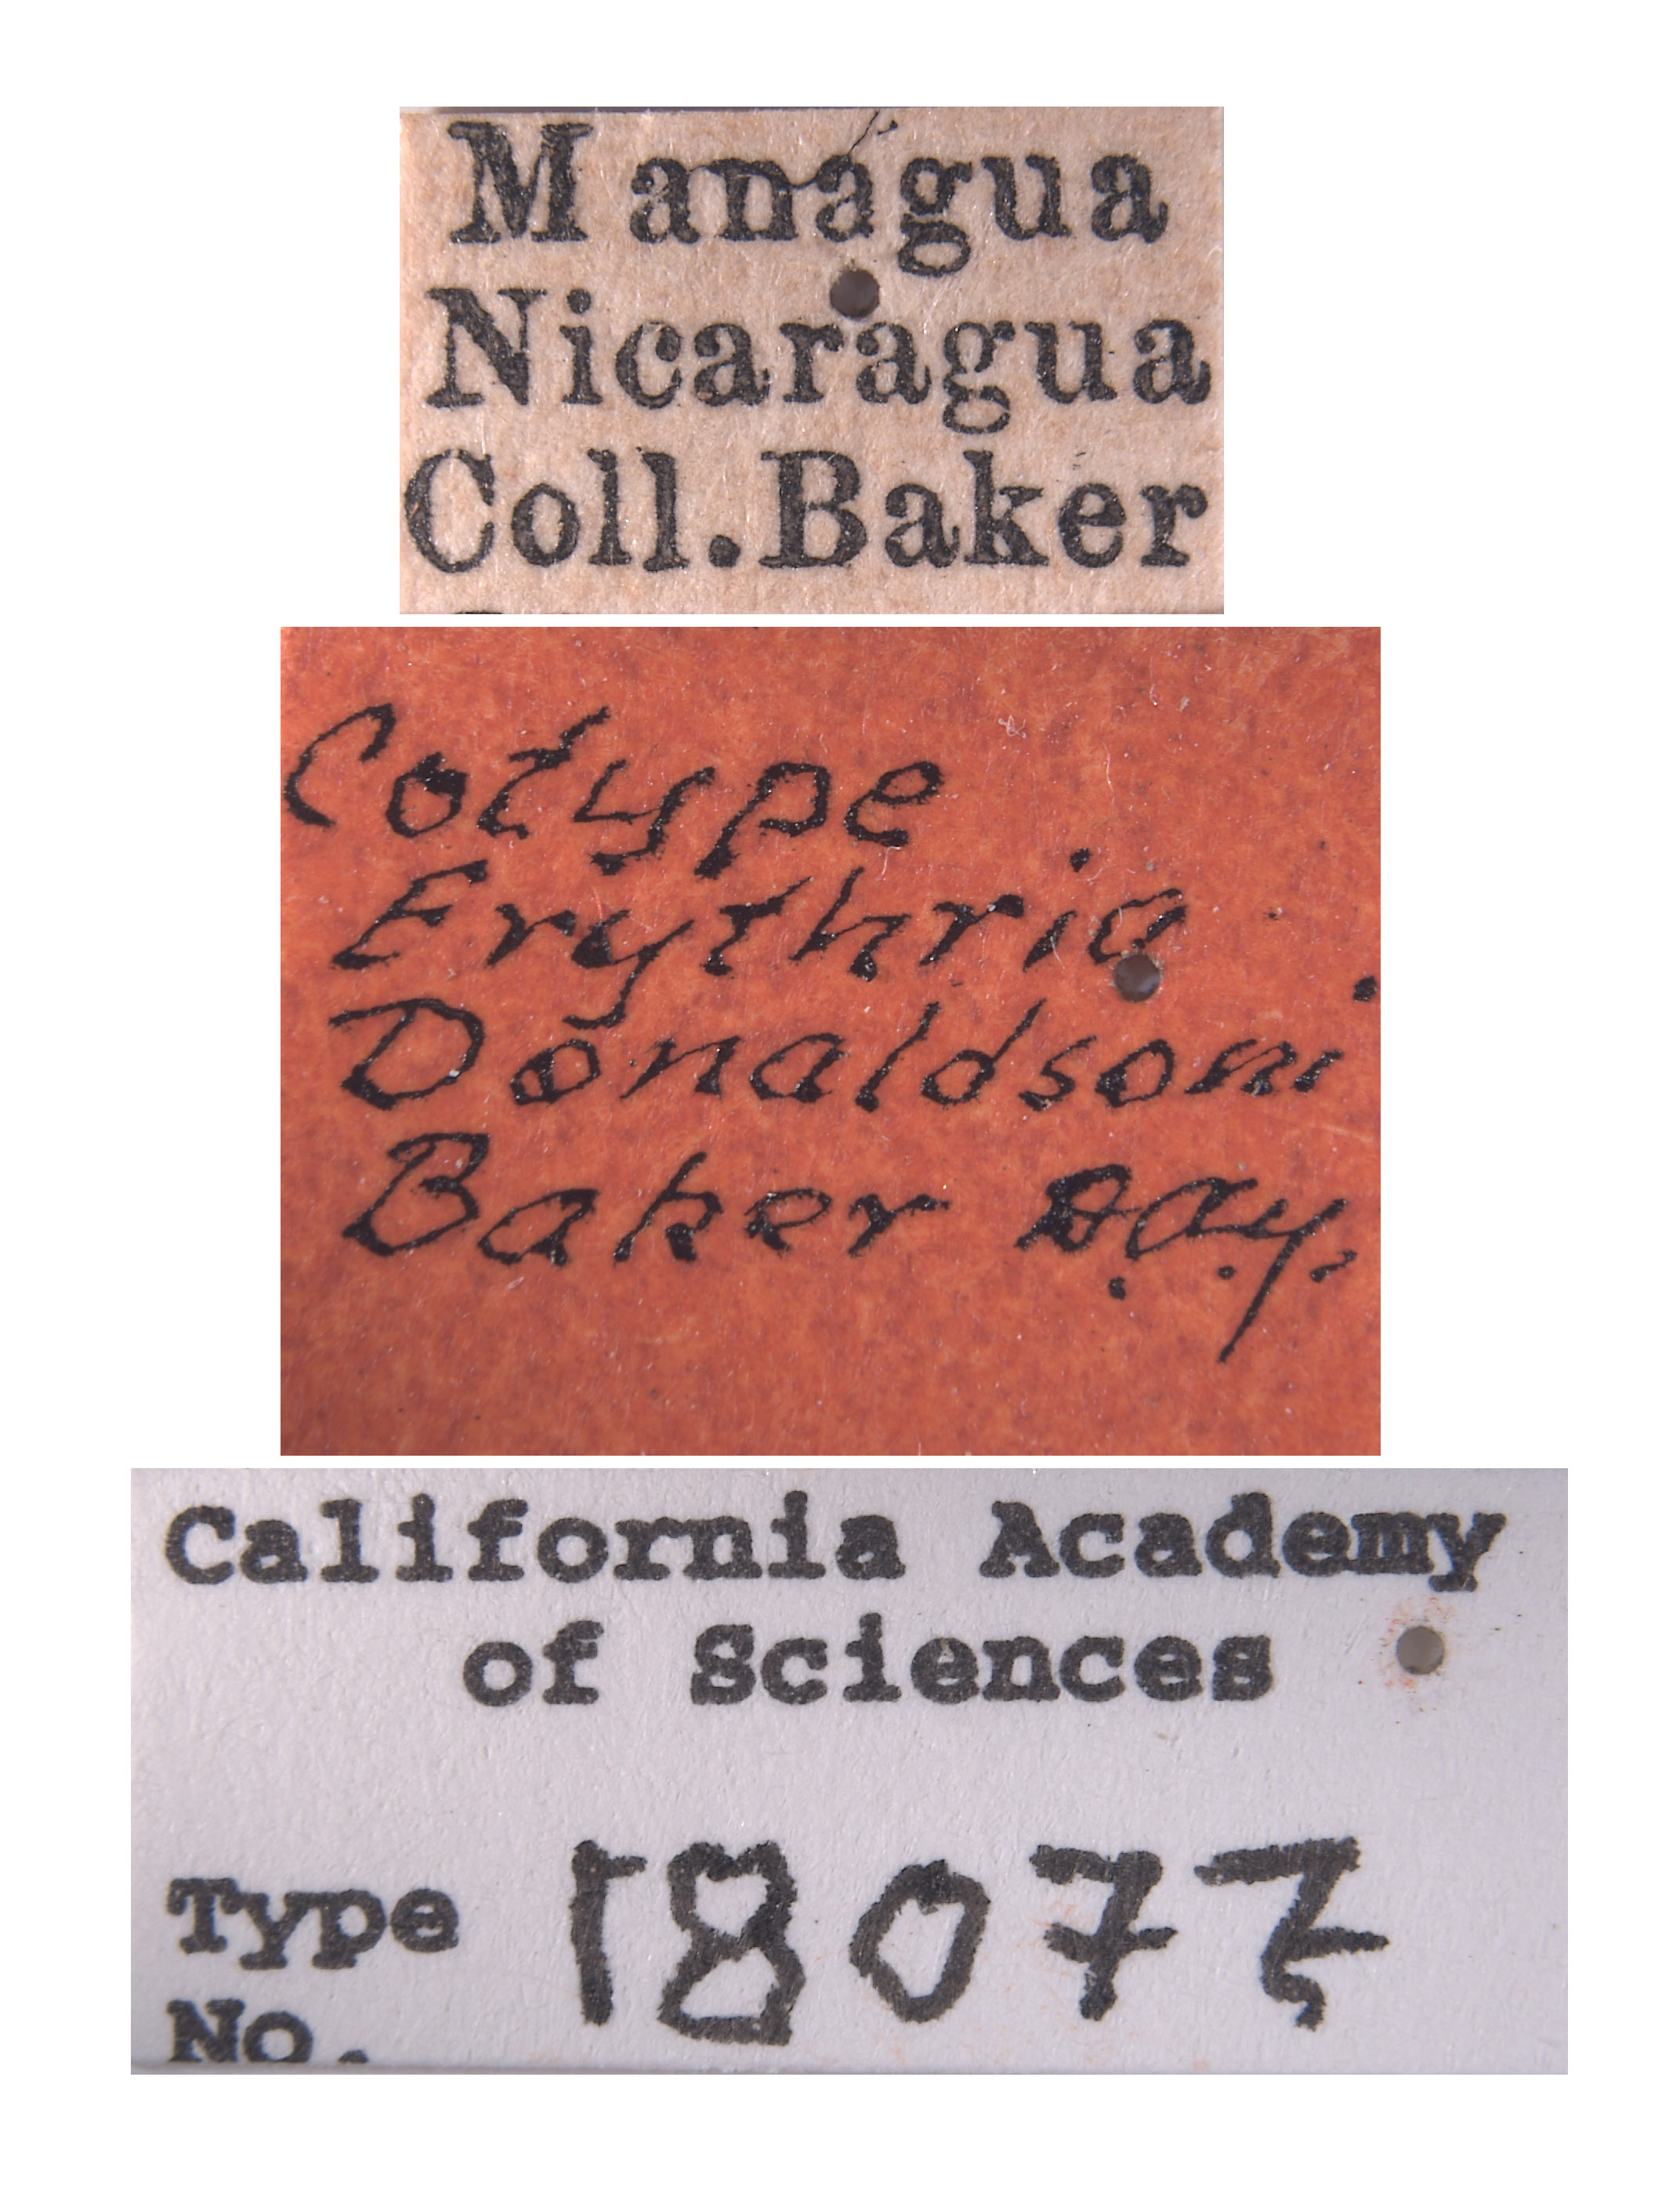 Managua
Nicaragua
Coll. Baker
Cotype
Erythria
Donaldsoni
Baker
California Academy
of Sciences
Type 18077
No.